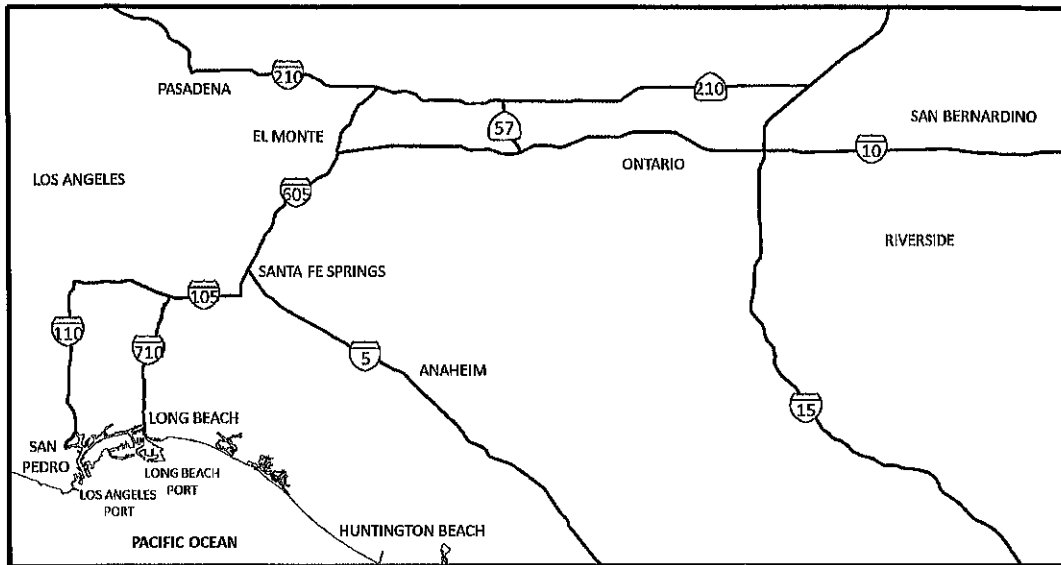 PASADENA
210
210
57
SAN BERNARDINO
EL MONTE
10
ONTARIO
LOS ANGELES
605
RIVERSIDE
SANTA FE SPRINGS
105
110
710
5
ANAHEIM
15
LONG BEACH
SAN
PEDRO
LONG BEACH
PORT
LOS ANGELES
PORT
HUNTINGTON BEACH
PACIFIC OCEAN